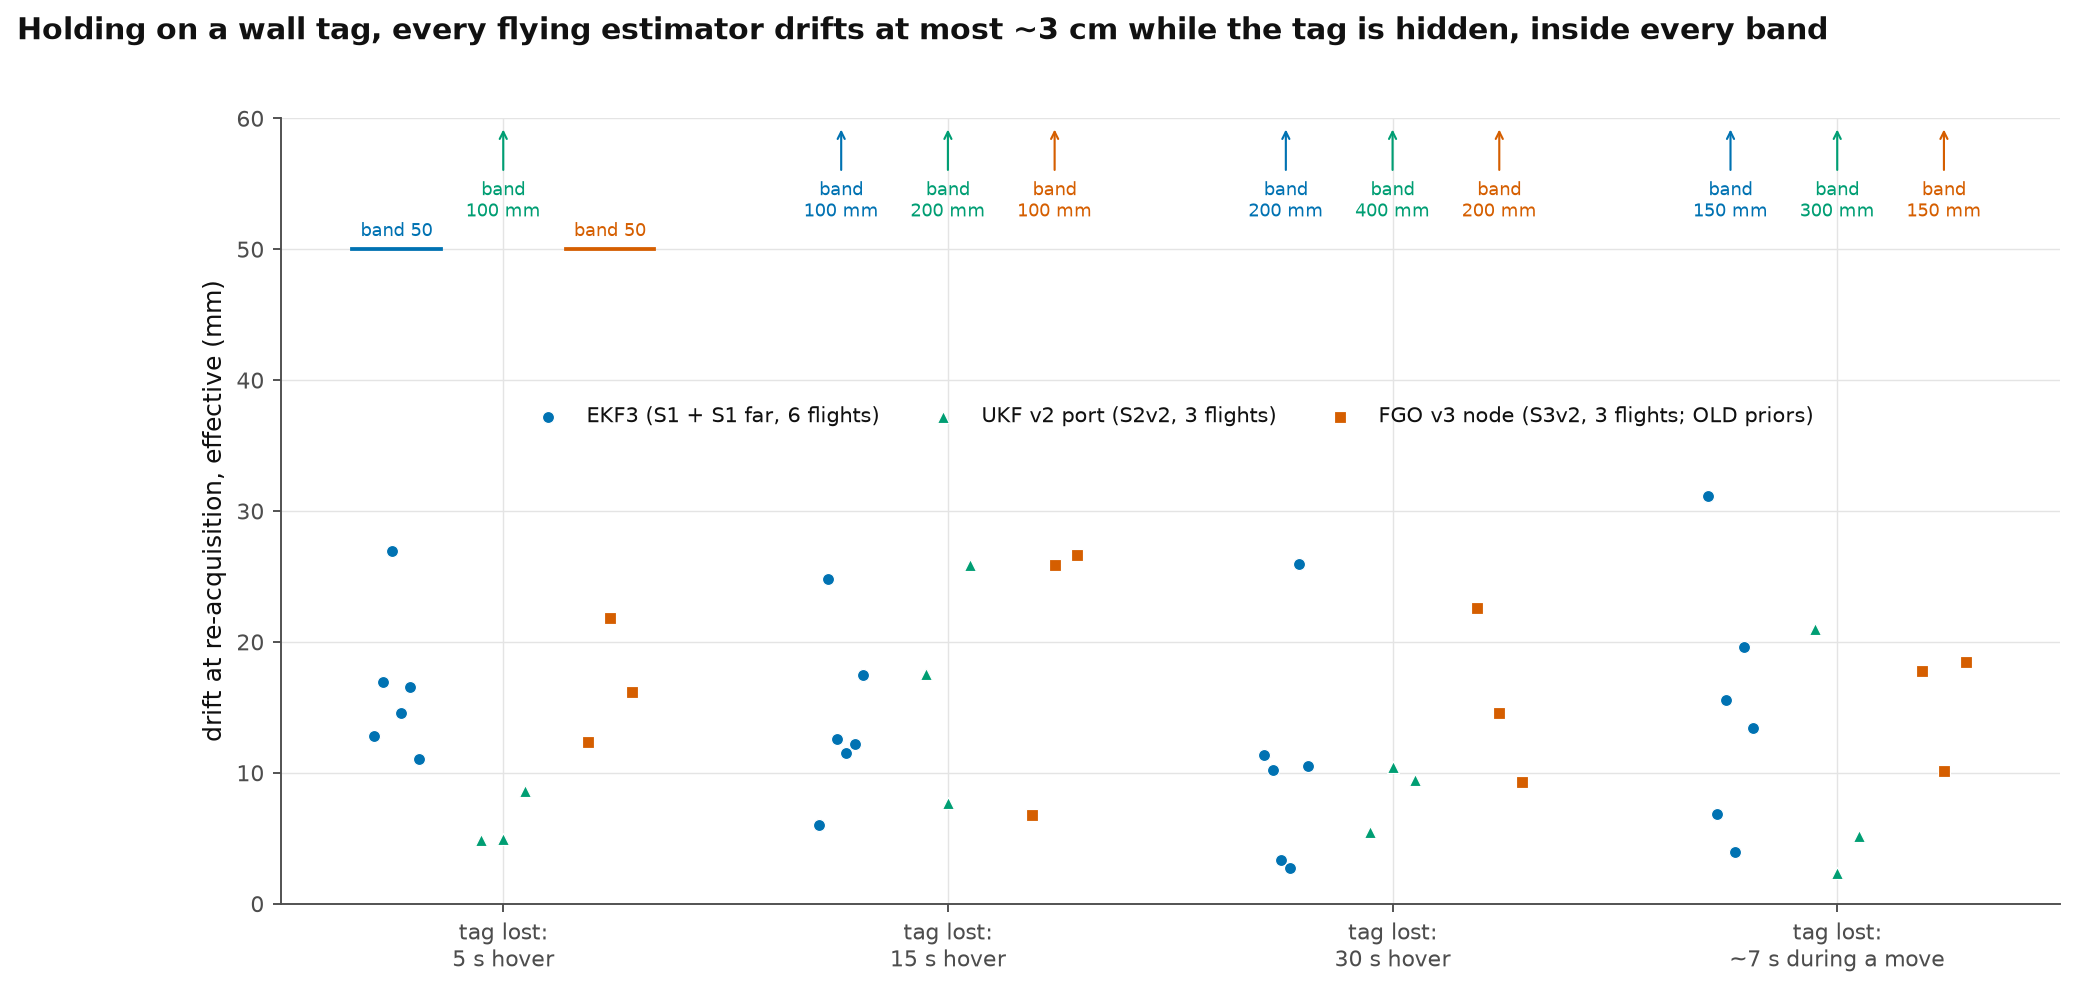 Holding on a wall tag, every flying estimator drifts at most ~3 cm while the tag is hidden, inside every band
drift at re-acquisition, effective (mm)
60
50
40
30
20
10
0
band 50
band
100 mm
band 50
band
100 mm
band
200 mm
band
100 mm
band
200 mm
band
400 mm
band
200 mm
band
150 mm
band
300 mm
band
150 mm
EKF3 (S1 + S1 far, 6 flights)
UKF v2 port (S2v2, 3 flights)
FGO v3 node (S3v2, 3 flights; OLD priors)
tag lost:
5 s hover
tag lost:
15 s hover
tag lost:
30 s hover
tag lost:
~7 s during a move